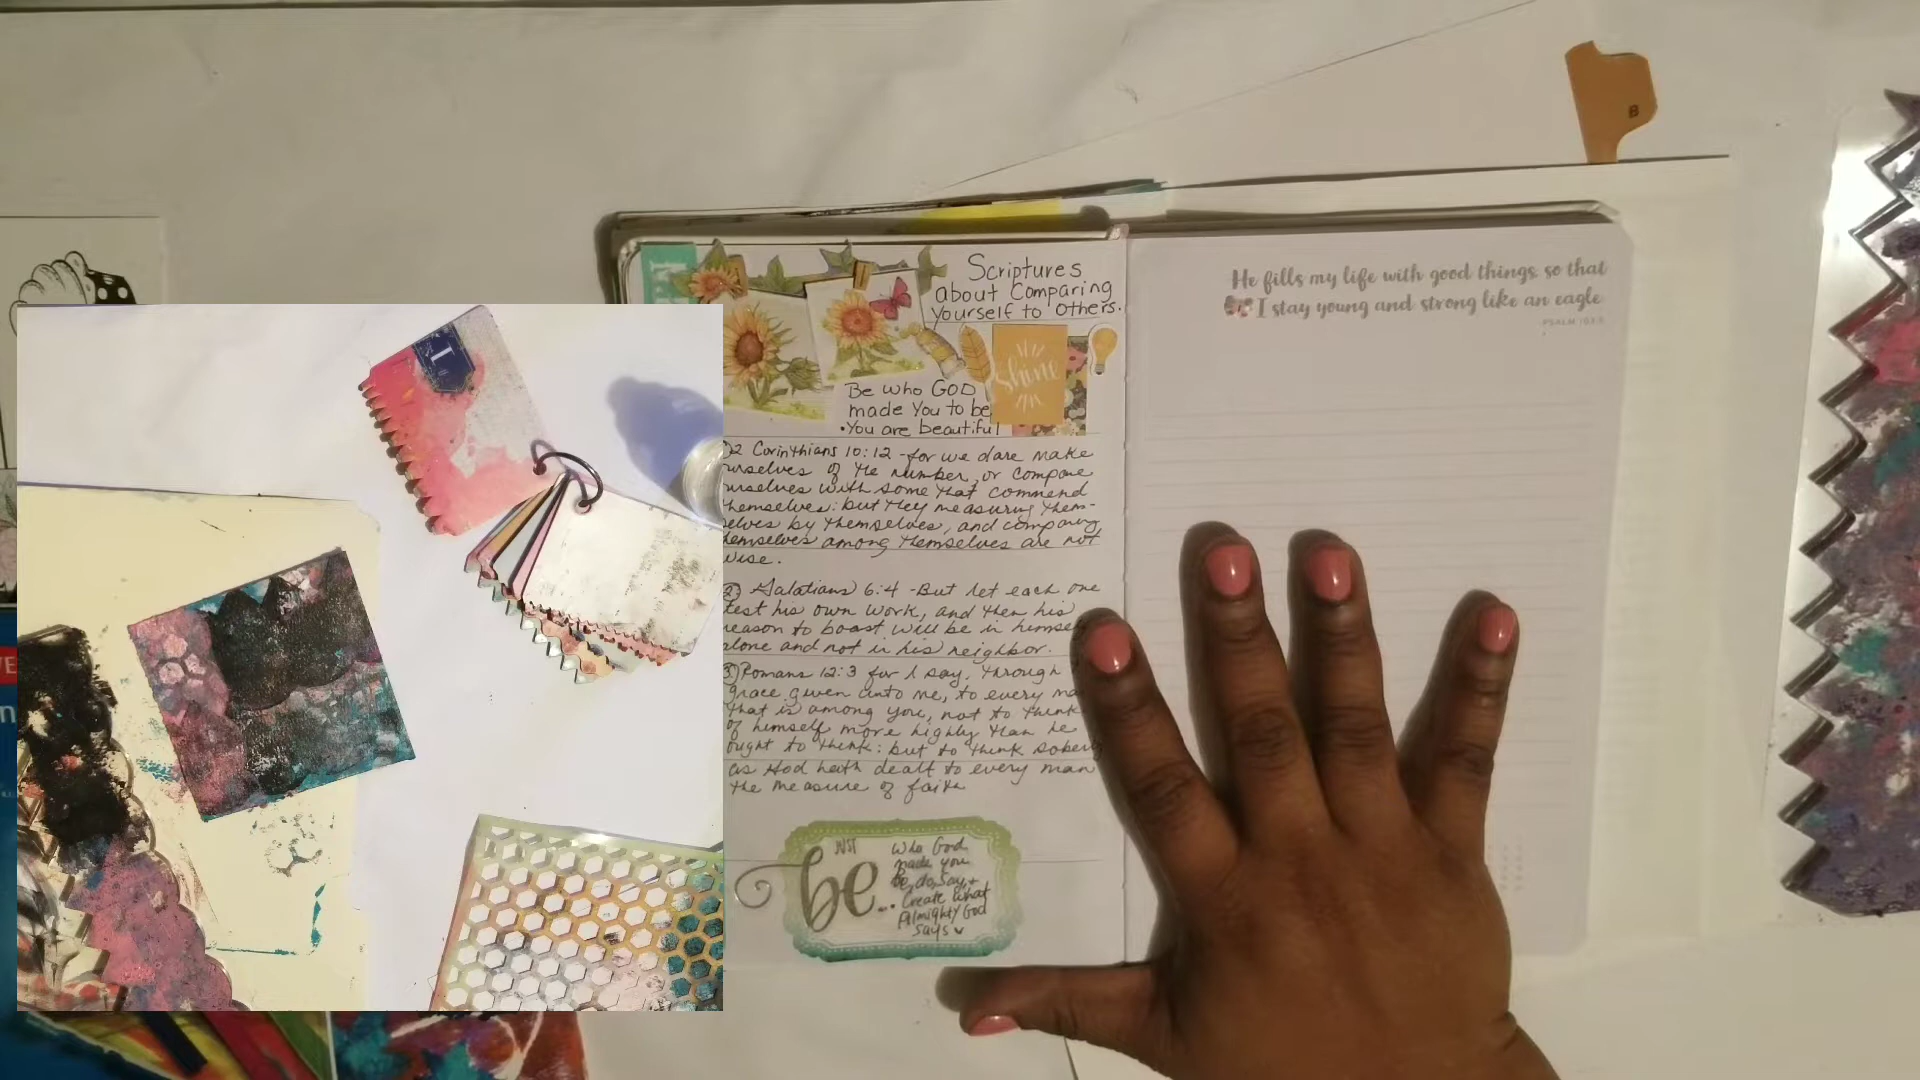 B
Scriptures
about Comparing
Yourself to Others.
shine
Be who GOD
made You to be
•You are beautiful
2 Corinthians 10:12 -for we dare make
urselves of the number, or compare
urselves with some that commend
themselves: but they measuring them-
selves by themselves, and comparing
hemselves among themselves are not
wise.
2 Galatians 6:4 -But let each one
test his own work, and then his
reason to boast will be in himself
alone and not in his neighbor.
3) Romans 12:3 for I say, through
grace given unto me, to every ma
that is among you, not to think
of himself more highly than he
ought to think: but to think soberly
as God hath dealt to every man
the measure of faith
JUST
be...
who God
made you
Be, do, say, +
Create what
Almighty God
says
He fills my life with good things so that
I stay young and strong like an eagle
PSALM 103:5
L